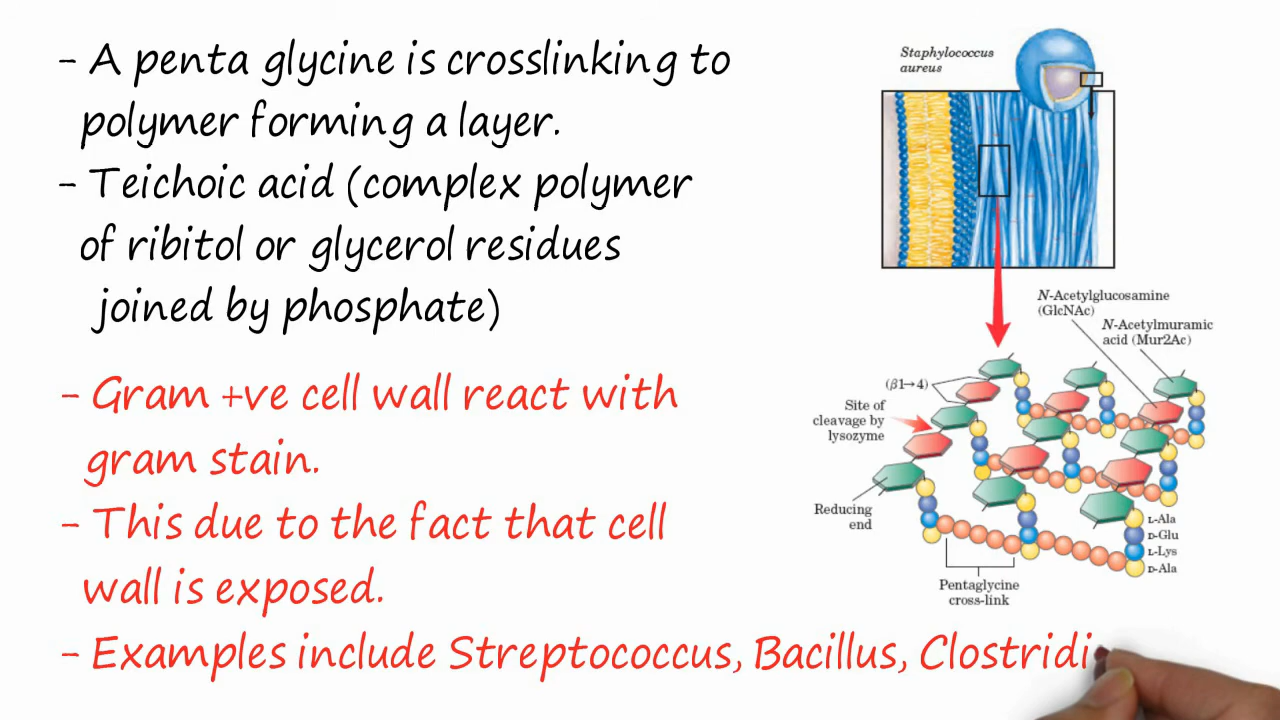 - A penta glycine is crosslinking to
polymer forming a layer.
- Teichoic acid (complex polymer
of ribitol or glycerol residues
joined by phosphate)
- Gram +ve cell wall react with
gram stain.
- This due to the fact that cell
wall is exposed.
- Examples include Streptococcus, Bacillus, Clostridi
Staphylococcus
aureus
N-Acetylglucosamine
(GlcNAc)
N-Acetylmuramic
acid (Mur2Ac)
(β1→4)
Site of
cleavage by
lysozyme
Reducing
end
L-Ala
D-Glu
L-Lys
D-Ala
Pentaglycine
cross-link